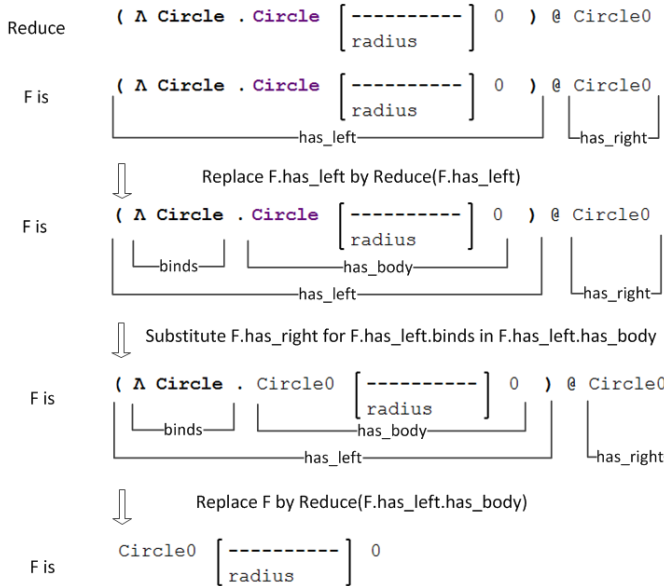 Reduce ( Λ Circle . Circle [ ---------- ] 0 ) @ Circle0
radius
F is ( Λ Circle . Circle [ ---------- ] 0 ) @ Circle0
radius
has_left has_right
Replace F.has_left by Reduce(F.has_left)
F is ( Λ Circle . Circle [ ---------- ] 0 ) @ Circle0
radius
binds has_body
has_left has_right
Substitute F.has_right for F.has_left.binds in F.has_left.has_body
F is ( Λ Circle . Circle0 [ ---------- ] 0 ) @ Circle0
radius
binds has_body
has_left has_right
Replace F by Reduce(F.has_left.has_body)
Circle0 [ ---------- ] 0
F is radius